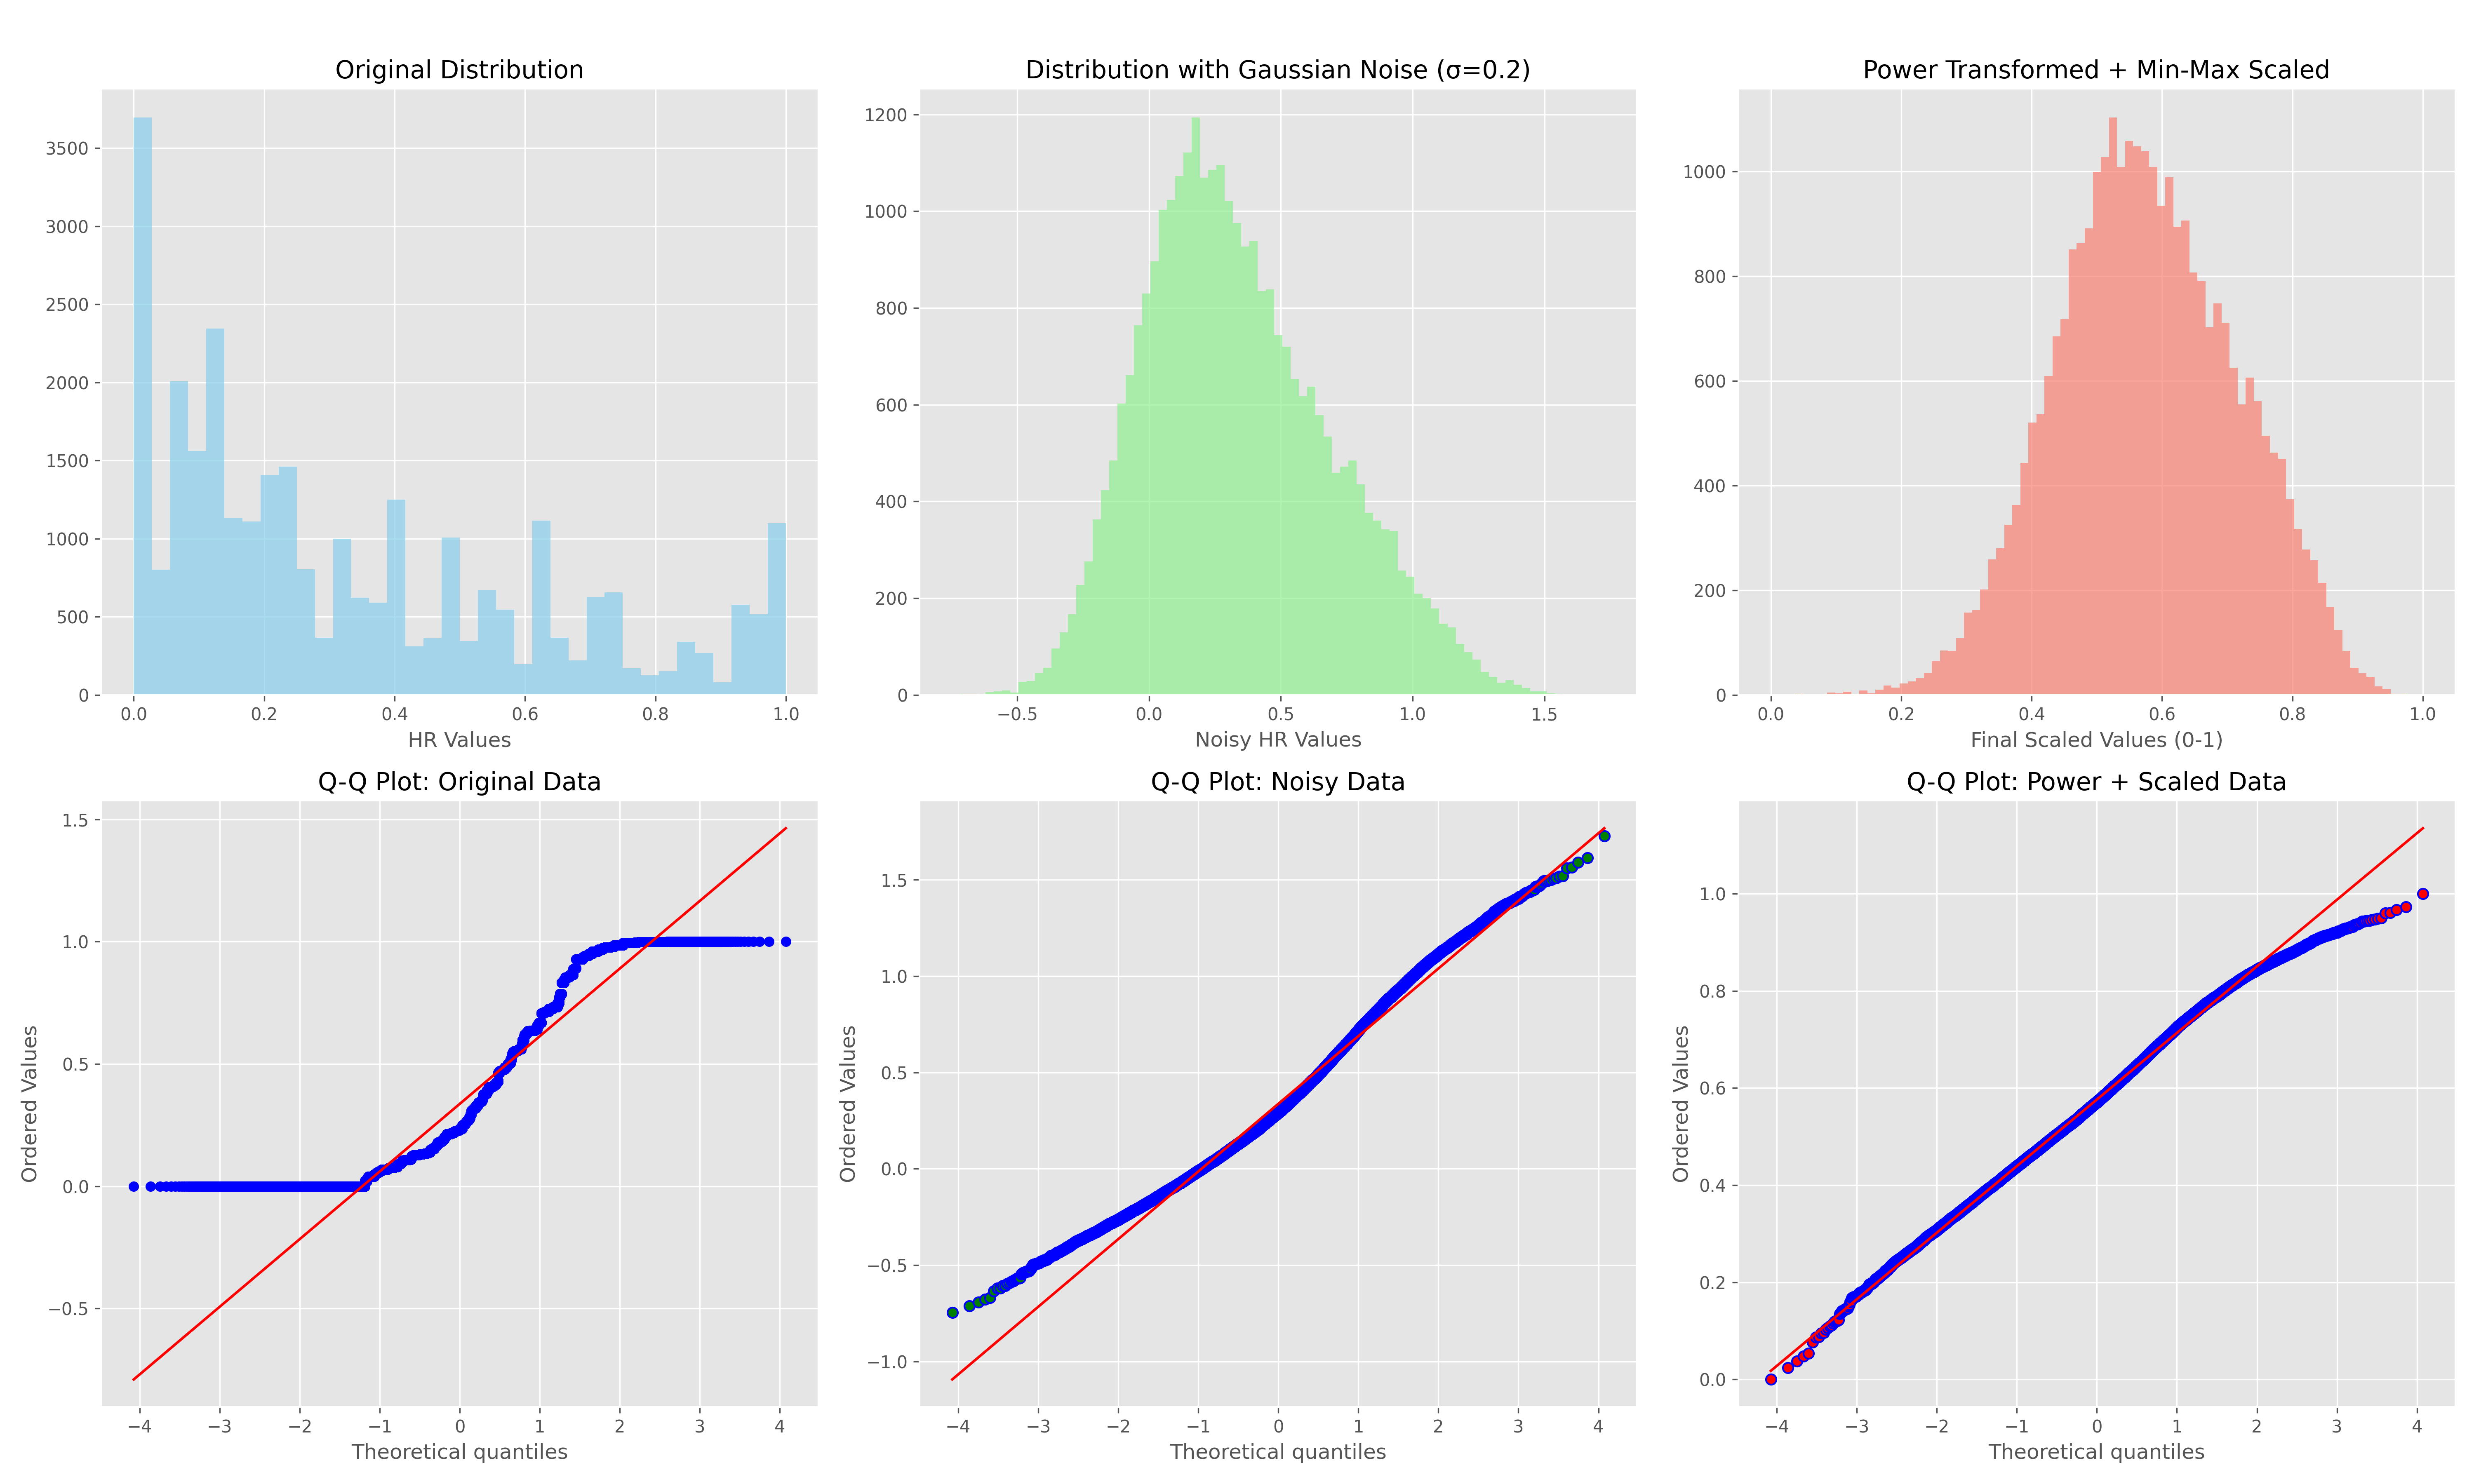 Original Distribution
3500
3000
2500
2000
1500
1000
500
0
0.0 0.2 0.4 0.6 0.8 1.0
HR Values
Distribution with Gaussian Noise (σ=0.2)
1200
1000
800
600
400
200
0
−0.5 0.0 0.5 1.0 1.5
Noisy HR Values
Power Transformed + Min-Max Scaled
1000
800
600
400
200
0
0.0 0.2 0.4 0.6 0.8 1.0
Final Scaled Values (0-1)
Q-Q Plot: Original Data
Ordered Values
1.5
1.0
0.5
0.0
−0.5
−4 −3 −2 −1 0 1 2 3 4
Theoretical quantiles
Q-Q Plot: Noisy Data
Ordered Values
1.5
1.0
0.5
0.0
−0.5
−1.0
−4 −3 −2 −1 0 1 2 3 4
Theoretical quantiles
Q-Q Plot: Power + Scaled Data
Ordered Values
1.0
0.8
0.6
0.4
0.2
0.0
−4 −3 −2 −1 0 1 2 3 4
Theoretical quantiles